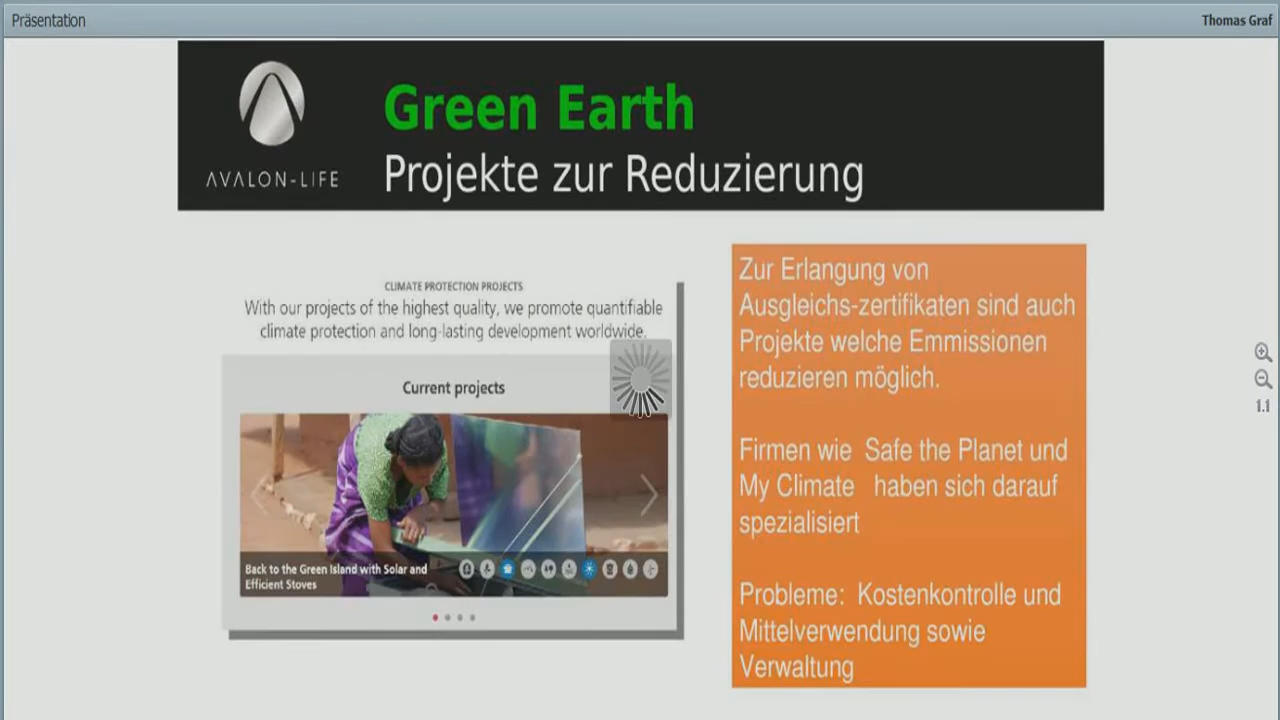 Präsentation
Thomas Graf
AVALON-LIFE
Green Earth
Projekte zur Reduzierung
CLIMATE PROTECTION PROJECTS
With our projects of the highest quality, we promote quantifiable
climate protection and long-lasting development worldwide.
Current projects
Back to the Green Island with Solar and
Efficient Stoves
Zur Erlangung von
Ausgleichs-zertifikaten sind auch
Projekte welche Emmissionen
reduzieren möglich.
Firmen wie Safe the Planet und
My Climate haben sich darauf
spezialisiert
Probleme: Kostenkontrolle und
Mittelverwendung sowie
Verwaltung
1.1